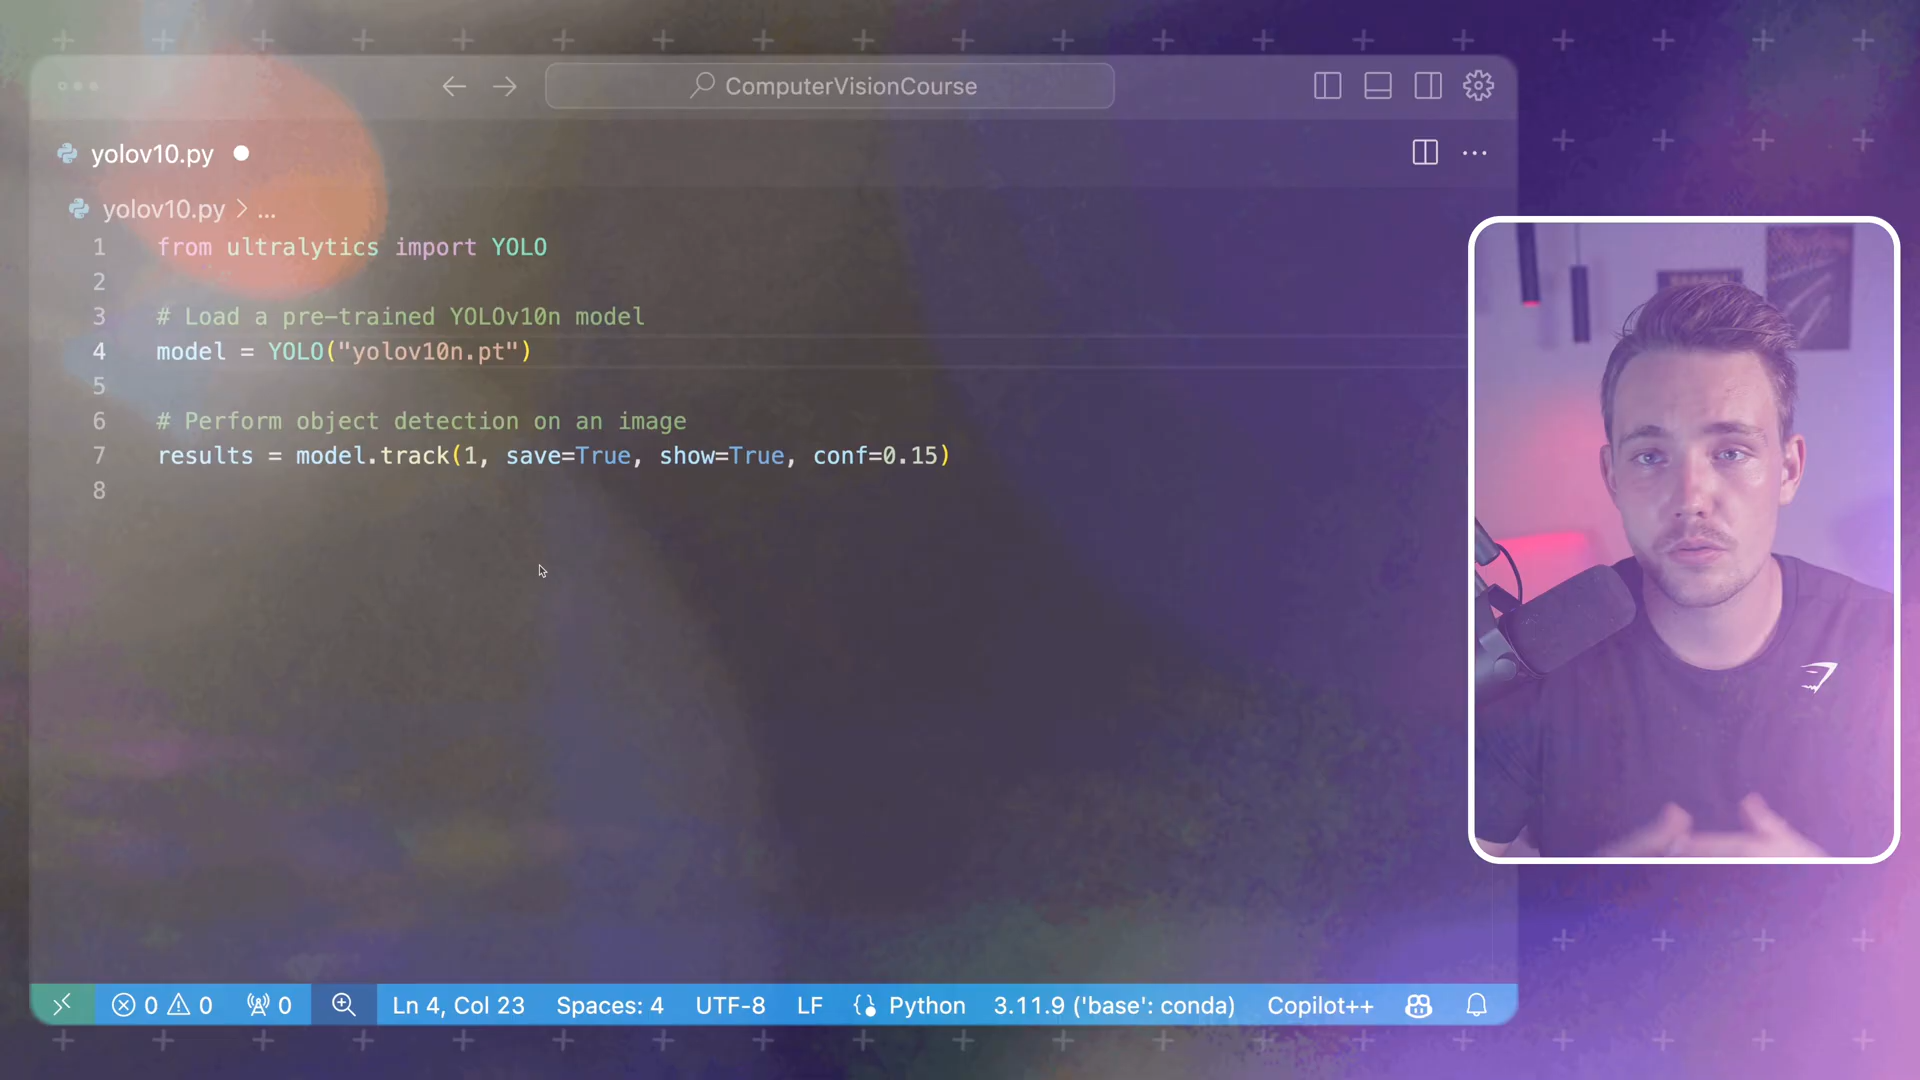 ComputerVisionCourse
yolov10.py
yolov10.py > ...
1 from ultralytics import YOLO
2
3 # Load a pre-trained YOLOv10n model
4 model = YOLO("yolov10n.pt")
5
6 # Perform object detection on an image
7 results = model.track(1, save=True, show=True, conf=0.15)
8
0 0 0 Ln 4, Col 23 Spaces: 4 UTF-8 LF Python 3.11.9 ('base': conda) Copilot++